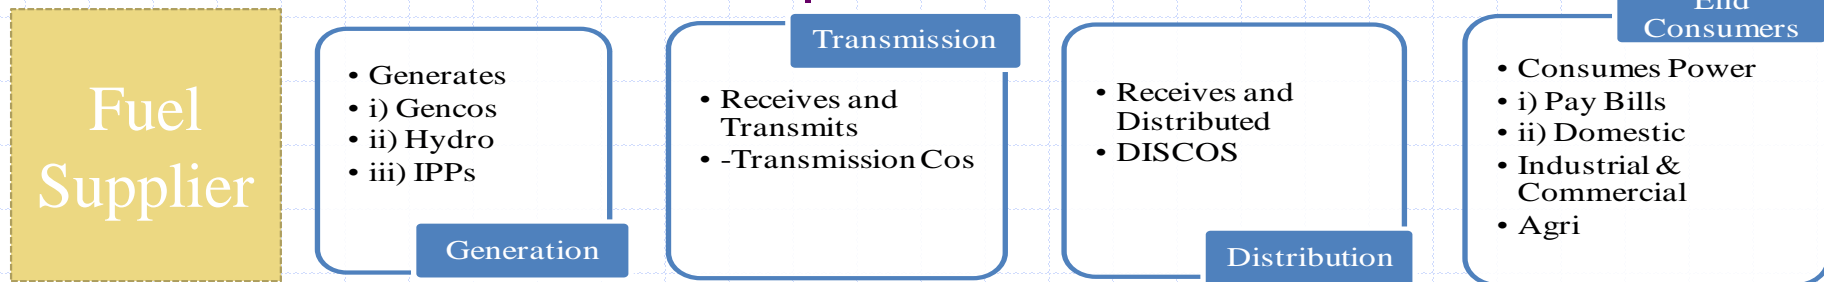 Fuel
Supplier
• Generates
• i) Gencos
• ii) Hydro
• iii) IPPs
Generation
Transmission
• Receives and
Transmits
• -Transmission Cos
• Receives and
Distributed
• DISCOS
Distribution
End
Consumers
• Consumes Power
• i) Pay Bills
• ii) Domestic
• Industrial &
Commercial
• Agri